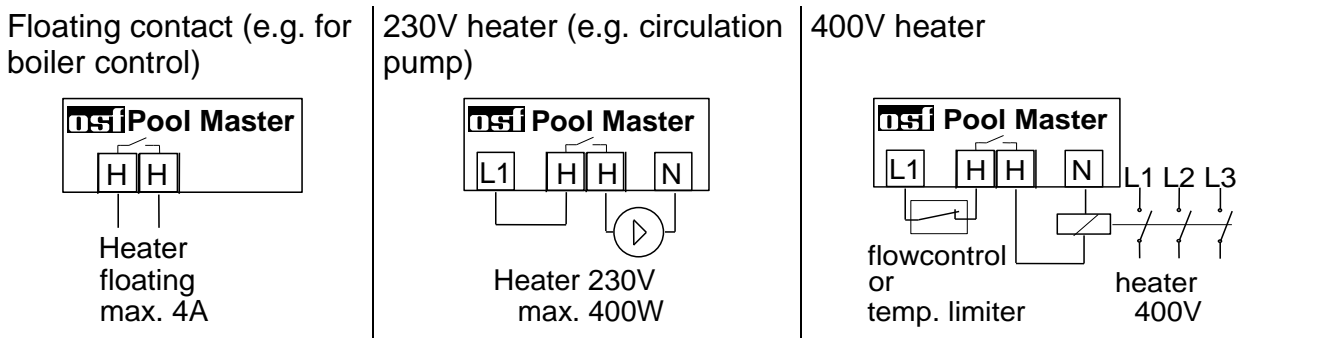 Floating contact (e.g. for
boiler control)
osf Pool Master
H H
Heater
floating
max. 4A
230V heater (e.g. circulation
pump)
osf Pool Master
L1 H H N
Heater 230V
max. 400W
400V heater
osf Pool Master
L1 H H N
L1 L2 L3
flowcontrol
or
temp. limiter
heater
400V